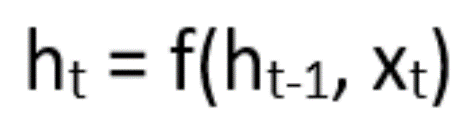 hₜ = f(hₜ₋₁, xₜ)